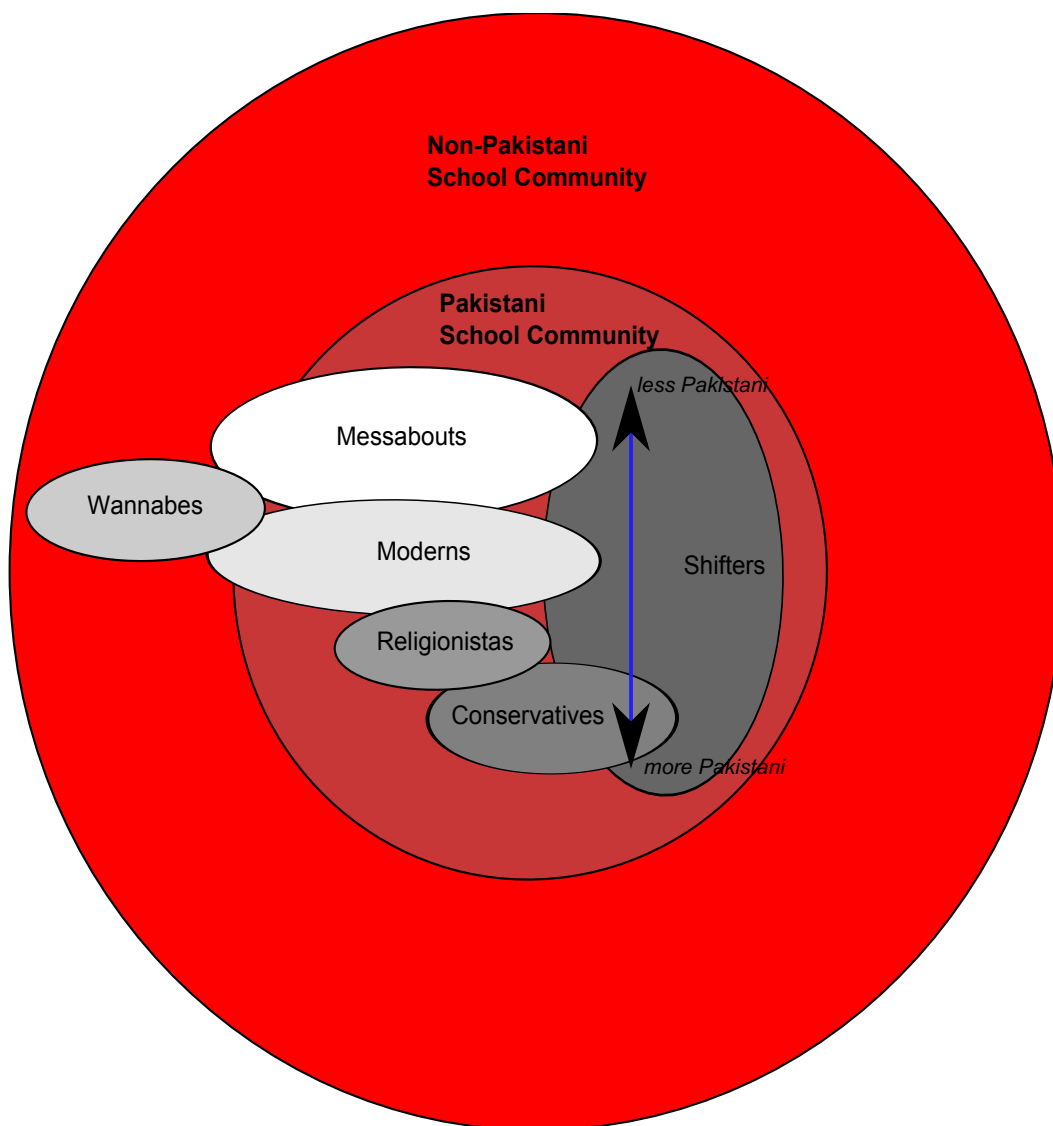 Non-Pakistani
School Community
Pakistani
School Community
less Pakistani
Messabouts
Wannabes
Moderns
Shifters
Religionistas
Conservatives
more Pakistani